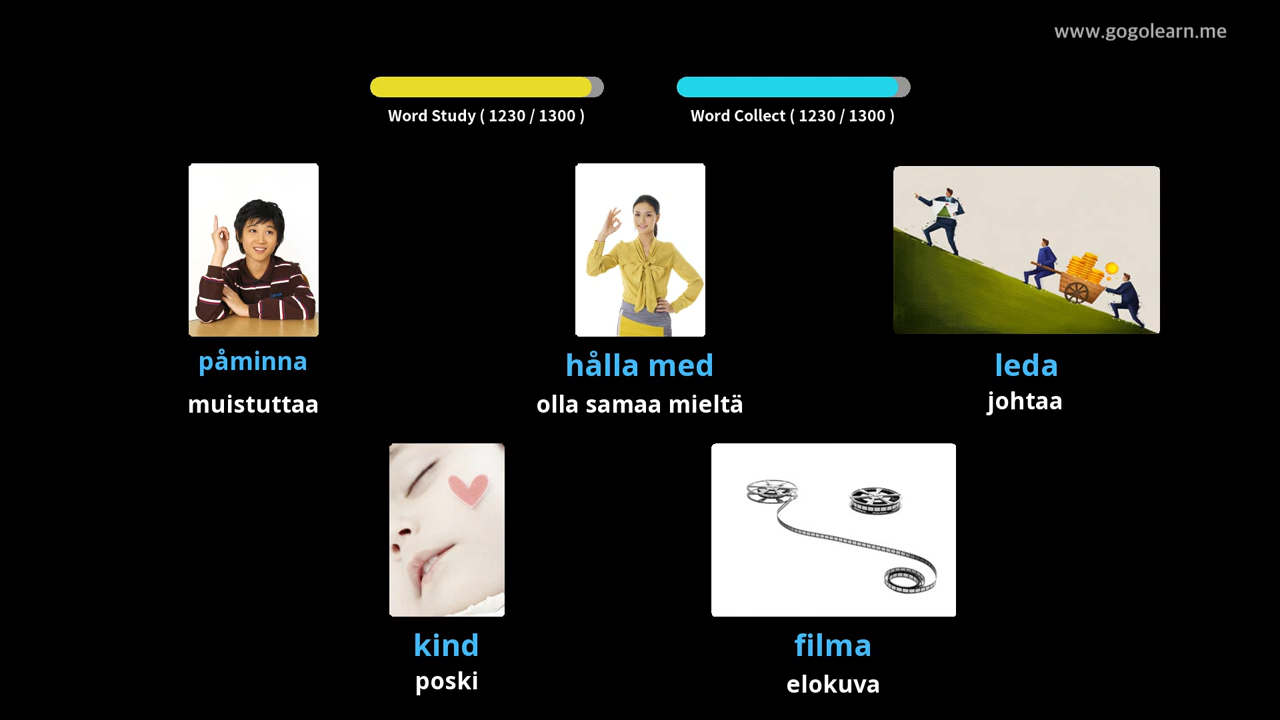 www.gogolearn.me
Word Study ( 1230 / 1300 )
Word Collect ( 1230 / 1300 )
påminna
muistuttaa
hålla med
olla samaa mieltä
leda
johtaa
kind
poski
filma
elokuva